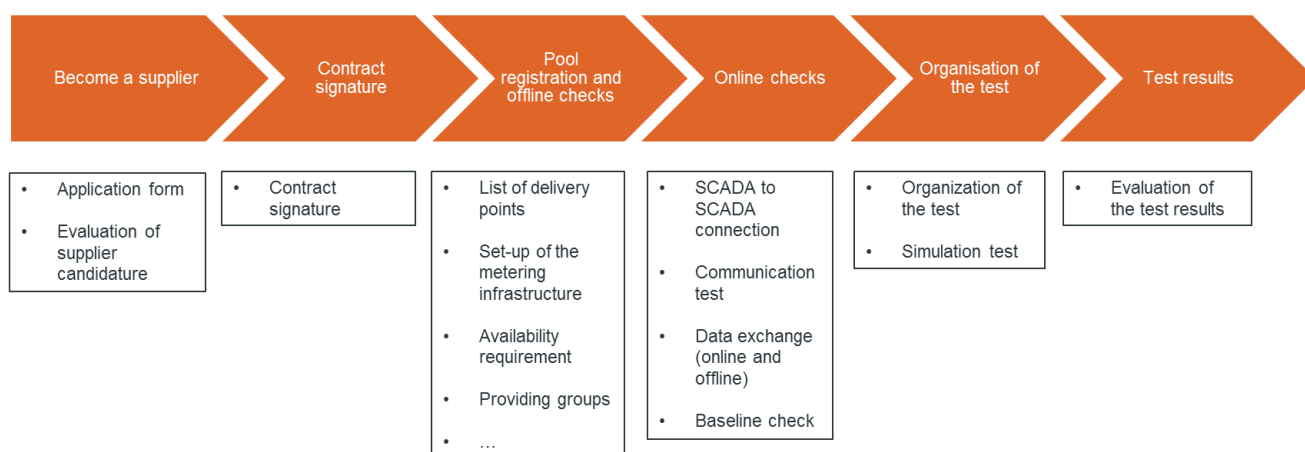 Become a supplier
Contract
signature
Pool
registration and
offline checks
Online checks
Organisation of
the test
Test results
• Application form
• Evaluation of
supplier
candidature
• Contract
signature
• List of delivery
points
• Set-up of the
metering
infrastructure
• Availability
requirement
• Providing groups
• ...
• SCADA to
SCADA
connection
• Communication
test
• Data exchange
(online and
offline)
• Baseline check
• Organization of
the test
• Simulation test
• Evaluation of
the test results